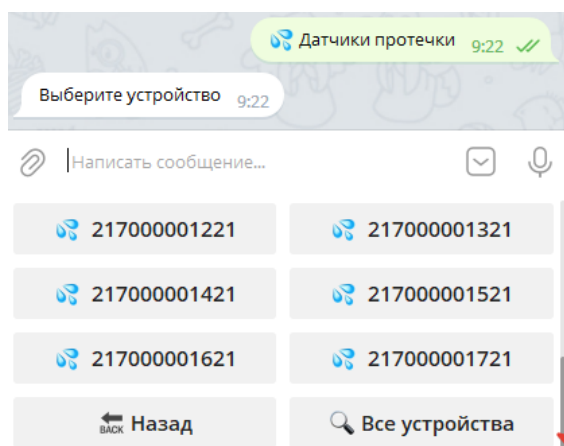 💦 Датчики протечки 9:22
Выберите устройство 9:22
Написать сообщение...
💦 217000001221
💦 217000001321
💦 217000001421
💦 217000001521
💦 217000001621
💦 217000001721
🔙 Назад
🔍 Все устройства